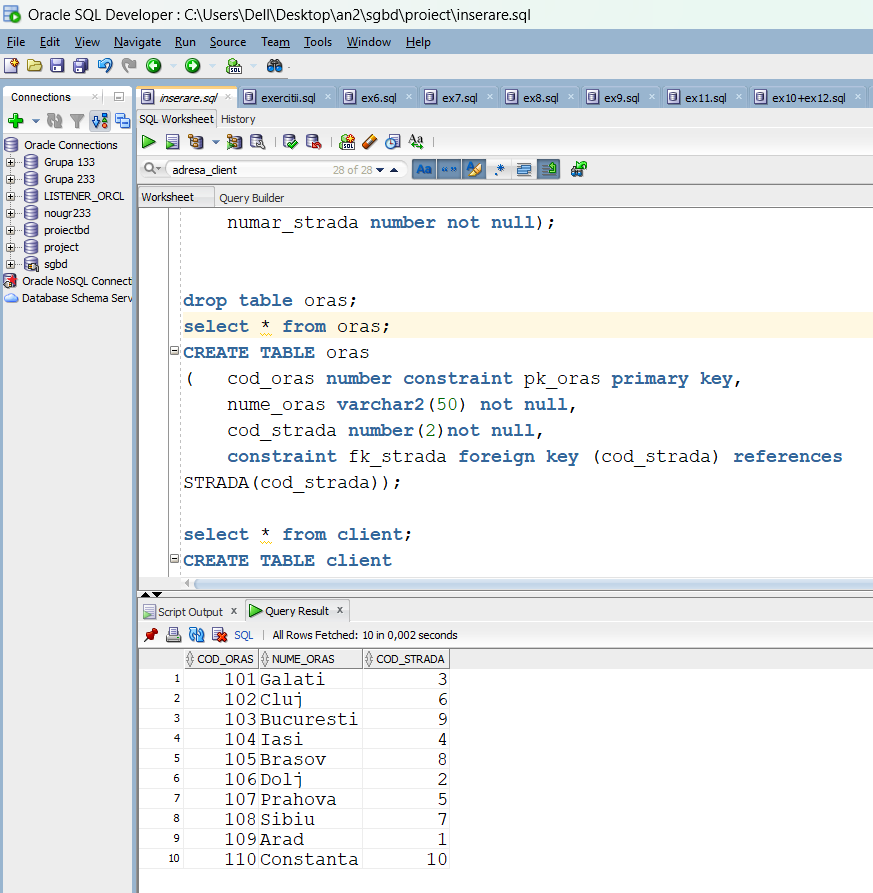 Oracle SQL Developer : C:\Users\Dell\Desktop\an2\sgbd\proiect\inserare.sql
File Edit View Navigate Run Source Team Tools Window Help
Connections
inserare.sql exercitii.sql ex6.sql ex7.sql ex8.sql ex9.sql ex11.sql ex10+ex12.sql
SQL Worksheet History
Oracle Connections
Grupa 133
Grupa 233
LISTENER_ORCL
nougr233
proiectbd
project
sgbd
Oracle NoSQL Connect
Database Schema Serv
SQL
Aa
adresa_client 28 of 28
Aa
Worksheet Query Builder
numar_strada number not null);
drop table oras;
select * from oras;
CREATE TABLE oras
( cod_oras number constraint pk_oras primary key,
nume_oras varchar2(50) not null,
cod_strada number(2)not null,
constraint fk_strada foreign key (cod_strada) references
STRADA(cod_strada));
select * from client;
CREATE TABLE client
Script Output Query Result
SQL | All Rows Fetched: 10 in 0,002 seconds
COD_ORAS NUME_ORAS COD_STRADA
1 101 Galati 3
2 102 Cluj 6
3 103 Bucuresti 9
4 104 Iasi 4
5 105 Brasov 8
6 106 Dolj 2
7 107 Prahova 5
8 108 Sibiu 7
9 109 Arad 1
10 110 Constanta 10